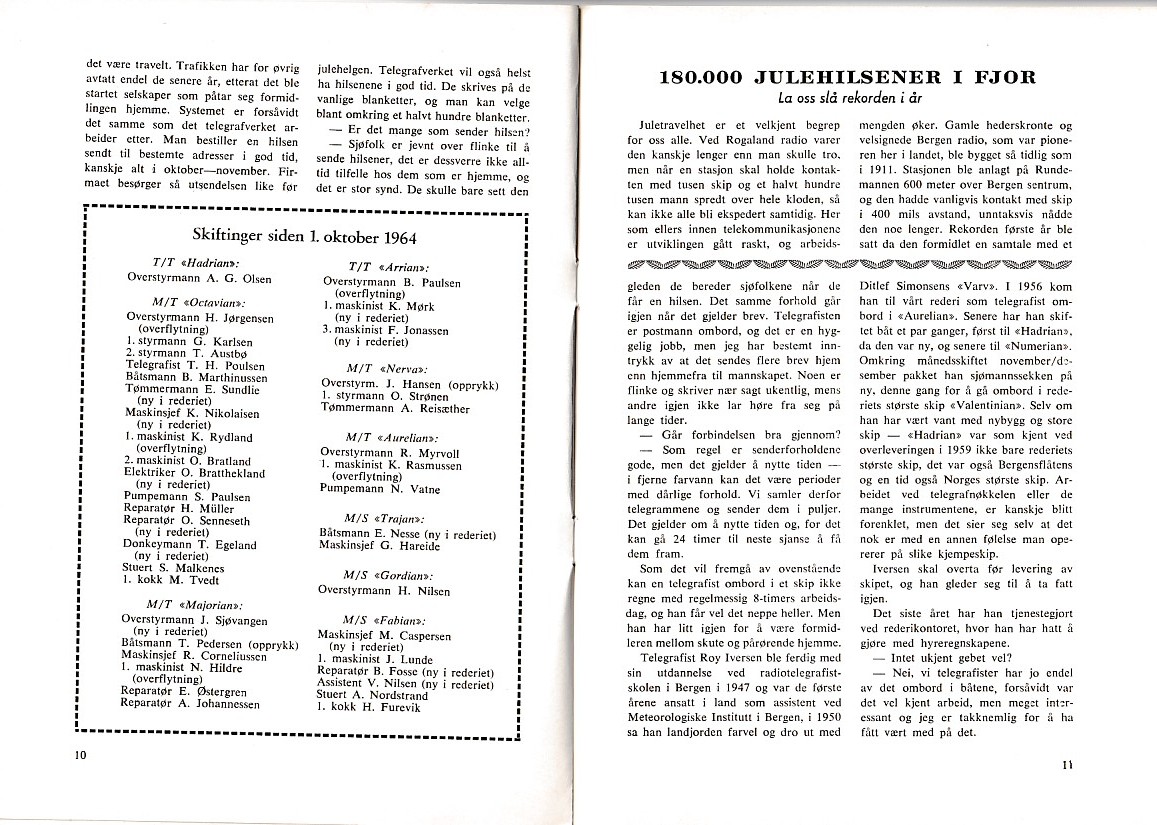 det være travelt. Trafikken har for øvrig
avtatt endel de senere år, etterat det ble
startet selskaper som påtar seg formid-
lingen hjemme. Systemet er forsåvidt
det samme som det telegrafverket ar-
beider etter. Man bestiller en hilsen
sendt til bestemte adresser i god tid,
kanskje alt i oktober—november. Fir-
maet besørger så utsendelsen like før
julehelgen. Telegrafverket vil også helst
ha hilsenene i god tid. De skrives på de
vanlige blanketter, og man kan velge
blant omkring et halvt hundre blanketter.
— Er det mange som sender hilsen?
— Sjøfolk er jevnt over flinke til å
sende hilsener, det er dessverre ikke all-
tid tilfelle hos dem som er hjemme, og
det er stor synd. De skulle bare sett den
Skiftinger siden 1. oktober 1964
T/T «Hadrian»:
Overstyrmann A. G. Olsen
M/T «Octavian»:
Overstyrmann H. Jørgensen
(overflytning)
1. styrmann G. Karlsen
2. styrmann T. Austbø
Telegrafist T. H. Poulsen
Båtsmann B. Marthinussen
Tømmermann E. Sundlie
(ny i rederiet)
Maskinsjef K. Nikolaisen
(ny i rederiet)
1. maskinist K. Rydland
(overflytning)
2. maskinist O. Bratland
Elektriker O. Bratthekland
(ny i rederiet)
Pumpemann S. Paulsen
Reparatør H. Müller
Reparatør O. Senneseth
(ny i rederiet)
Donkeymann T. Egeland
(ny i rederiet)
Stuert S. Malkenes
1. kokk M. Tvedt
M/T «Majorian»:
Overstyrmann J. Sjøvangen
(ny i rederiet)
Båtsmann T. Pedersen (opprykk)
Maskinsjef R. Corneliussen
1. maskinist N. Hildre
(overflytning)
Reparatør E. Østergren
Reparatør A. Johannessen
T/T «Arrian»:
Overstyrmann B. Paulsen
(overflytning)
1. maskinist K. Mørk
(ny i rederiet)
3. maskinist F. Jonassen
(ny i rederiet)
M/T «Nerva»:
Overstyrm. J. Hansen (opprykk)
1. styrmann O. Strønen
Tømmermann A. Reisæther
M/T «Aurelian»:
Overstyrmann R. Myrvoll
1. maskinist K. Rasmussen
(overflytning)
Pumpemann N. Vatne
M/S «Trajan»:
Båtsmann E. Nesse (ny i rederiet)
Maskinsjef G. Hareide
M/S «Gordian»:
Overstyrmann H. Nilsen
M/S «Fabian»:
Maskinsjef M. Caspersen
(ny i rederiet)
1. maskinist J. Lunde
Reparatør B. Fosse (ny i rederiet)
Assistent V. Nilsen (ny i rederiet)
Stuert A. Nordstrand
1. kokk H. Furevik
10
180.000 JULEHILSENER I FJOR
La oss slå rekorden i år
Juletravelhet er et velkjent begrep
for oss alle. Ved Rogaland radio varer
den kanskje lenger enn man skulle tro,
men når en stasjon skal holde kontak-
ten med tusen skip og et halvt hundre
tusen mann spredt over hele kloden, så
kan ikke alle bli ekspedert samtidig. Her
som ellers innen telekommunikasjonene
er utviklingen gått raskt, og arbeids-
mengden øker. Gamle hederskronte og
velsignede Bergen radio, som var pione-
ren her i landet, ble bygget så tidlig som
i 1911. Stasjonen ble anlagt på Runde-
mannen 600 meter over Bergen sentrum,
og den hadde vanligvis kontakt med skip
i 400 mils avstand, unntaksvis nådde
den noe lenger. Rekorden første år ble
satt da den formidlet en samtale med et
gleden de bereder sjøfolkene når de
får en hilsen. Det samme forhold går
igjen når det gjelder brev. Telegrafisten
er postmann ombord, og det er en hyg-
gelig jobb, men jeg har bestemt inn-
trykk av at det sendes flere brev hjem
enn hjemmefra til mannskapet. Noen er
flinke og skriver nær sagt ukentlig, mens
andre igjen ikke lar høre fra seg på
lange tider.
— Går forbindelsen bra gjennom?
— Som regel er senderforholdene
gode, men det gjelder å nytte tiden —
i fjerne farvann kan det være perioder
med dårlige forhold. Vi samler derfor
telegrammene og sender dem i puljer.
Det gjelder om å nytte tiden og, for det
kan gå 24 timer til neste sjanse å få
dem fram.
Som det vil fremgå av ovenstående
kan en telegrafist ombord i et skip ikke
regne med regelmessig 8-timers arbeids-
dag, og han får vel det neppe heller. Men
han har litt igjen for å være formid-
leren mellom skute og pårørende hjemme.
Telegrafist Roy Iversen ble ferdig med
sin utdannelse ved radiotelegrafist-
skolen i Bergen i 1947 og var de første
årene ansatt i land som assistent ved
Meteorologiske Institutt i Bergen, i 1950
sa han landjorden farvel og dro ut med
Ditlef Simonsens «Varv». I 1956 kom
han til vårt rederi som telegrafist om-
bord i «Aurelian». Senere har han skif-
tet båt et par ganger, først til «Hadrian»,
da den var ny, og senere til «Numerian».
Omkring månedsskiftet november/de-
sember pakket han sjømannssekken på
ny, denne gang for å gå ombord i rede-
riets største skip «Valentinian». Selv om
han har vært vant med nybygg og store
skip — «Hadrian» var som kjent ved
overleveringen i 1959 ikke bare rederiets
største skip, det var også Bergensflåtens
og en tid også Norges største skip. Ar-
beidet ved telegrafnøkkelen eller de
mange instrumentene, er kanskje blitt
forenklet, men det sier seg selv at det
nok er med en annen følelse man ope-
rerer på slike kjempeskip.
Iversen skal overta før levering av
skipet, og han gleder seg til å ta fatt
igjen.
Det siste året har han tjenestegjort
ved rederikontoret, hvor han har hatt å
gjøre med hyreregnskapene.
— Intet ukjent gebet vel?
— Nei, vi telegrafister har jo endel
av det ombord i båtene, forsåvidt var
det vel kjent arbeid, men meget inter-
essant og jeg er takknemlig for å ha
fått vært med på det.
11